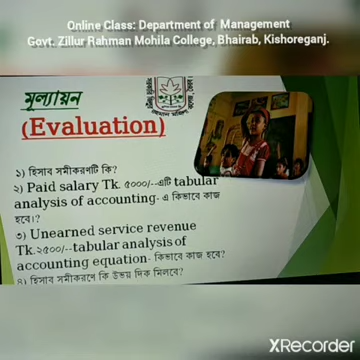 Online Class: Department of Management
Govt. Zillur Rahman Mohila College, Bhairab, Kishoreganj.
মূল্যায়ন
(Evaluation)
১) হিসাব সমীকরণটি কি?
২) Paid salary Tk. ৫০০০/--এটি tabular
analysis of accounting- এ কিভাবে কাজ
হবে।?
৩) Unearned service revenue
Tk.২৫০০/--tabular analysis of
accounting equation- কিভাবে কাজ হবে?
৪) হিসাব সমীকরণে কি উভয় দিক মিলবে?
XRecorder